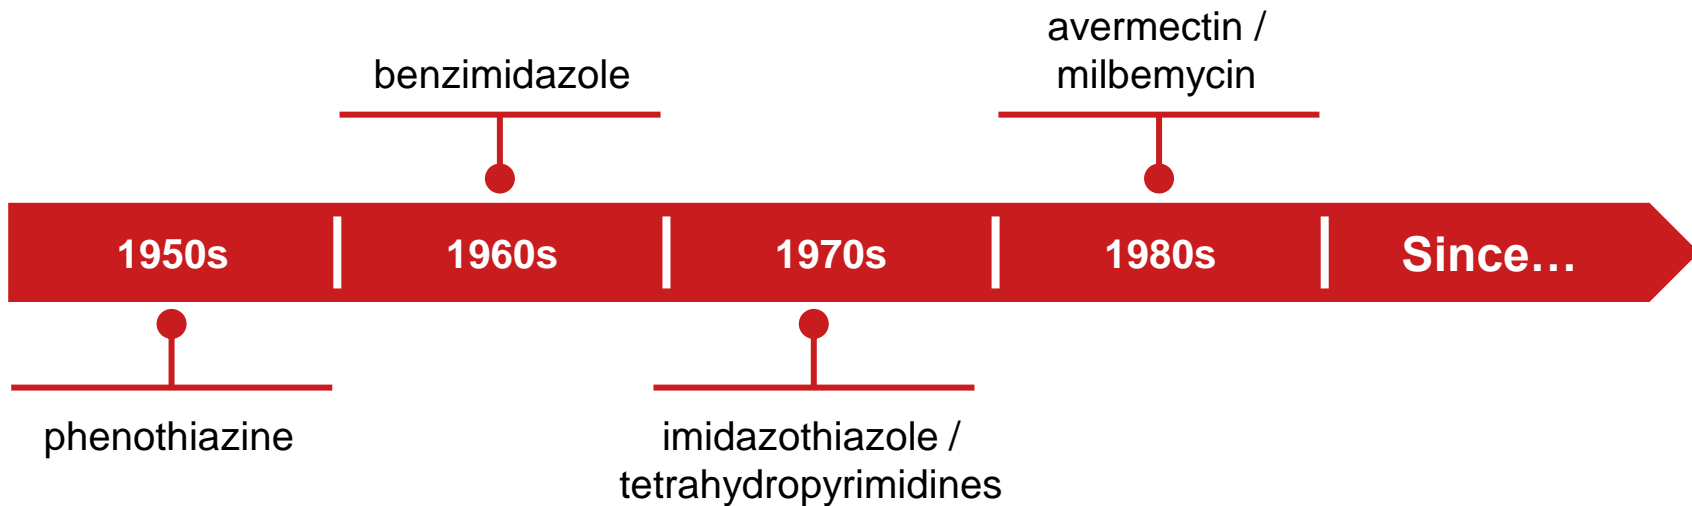 avermectin /
milbemycin
benzimidazole
1950s
1960s
1970s
1980s
Since…
phenothiazine
imidazothiazole /
tetrahydropyrimidines